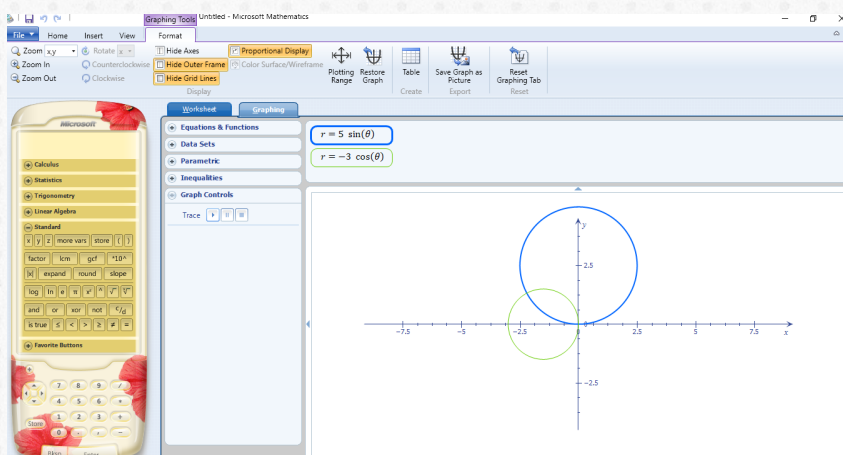 Graphing Tools Untitled - Microsoft Mathematics
File Home Insert View Format
Zoom x,y Rotate x Hide Axes Proportional Display
Zoom In Counterclockwise Hide Outer Frame Color Surface/Wireframe
Zoom Out Clockwise Hide Grid Lines
Plotting Range
Restore Graph
Table
Save Graph as Picture
Reset Graphing Tab
Display Create Export Reset
Microsoft
Calculus
Statistics
Trigonometry
Linear Algebra
Standard
x y z more vars store ( )
factor lcm gcf *10^
|x| expand round slope
log ln e π x² ^ √ ∛
and or xor not c/d
is true ≤ < > ≥ ≠ =
Favorite Buttons
7 8 9 /
4 5 6 *
1 2 3 +
Store
0 . , −
Bksp Enter
Worksheet Graphing
Equations & Functions
Data Sets
Parametric
Inequalities
Graph Controls
Trace
r = 5 sin(θ)
r = −3 cos(θ)
y
2.5
−7.5 −5 −2.5 0 2.5 5 7.5 x
−2.5